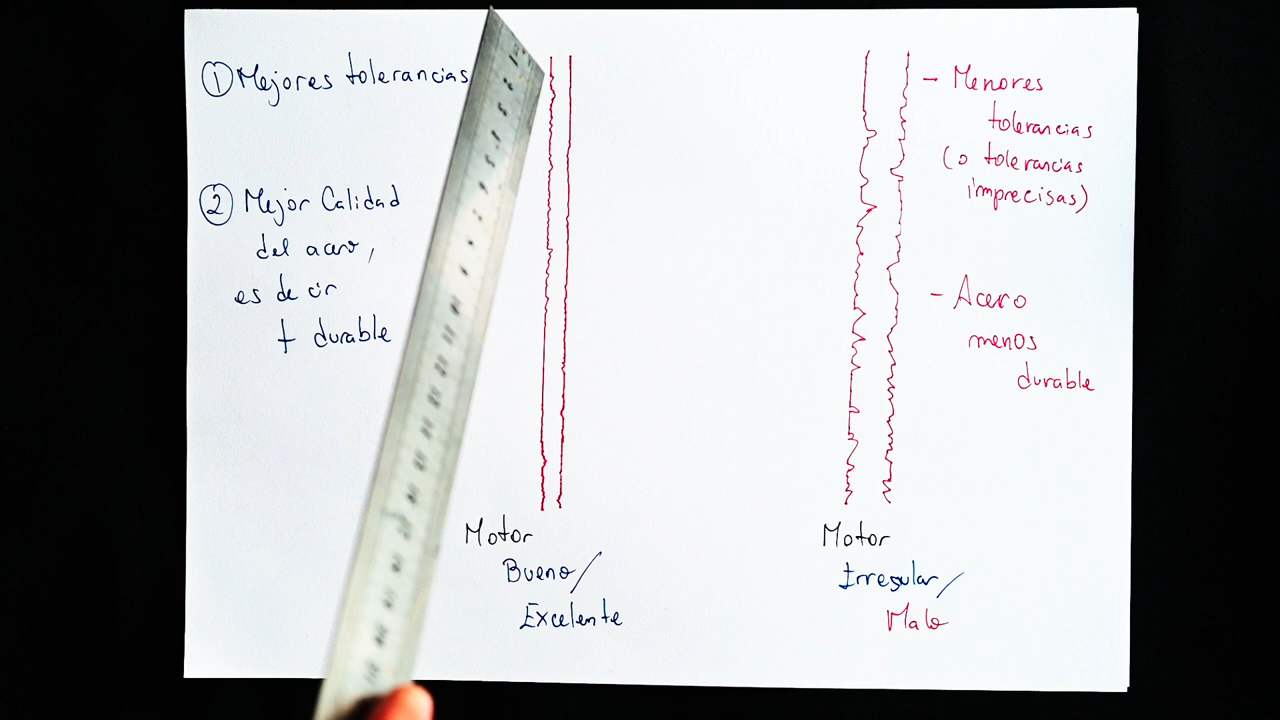 ① Mejores tolerancias
② Mejor Calidad
del acero,
es decir
+ durable
Motor
Bueno/
Excelente
- Menores
tolerancias
(o tolerancias
imprecisas)
- Acero
menos
durable
Motor
Irregular/
Malo